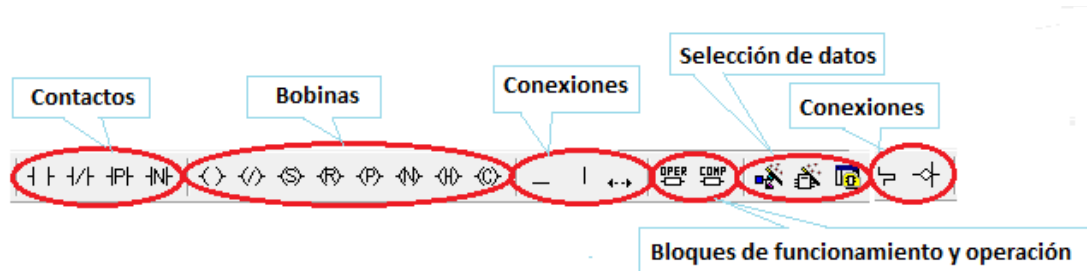 Selección de datos
Contactos
Bobinas
Conexiones
Conexiones
P N
S R P N H C
OPER COMP
Bloques de funcionamiento y operación